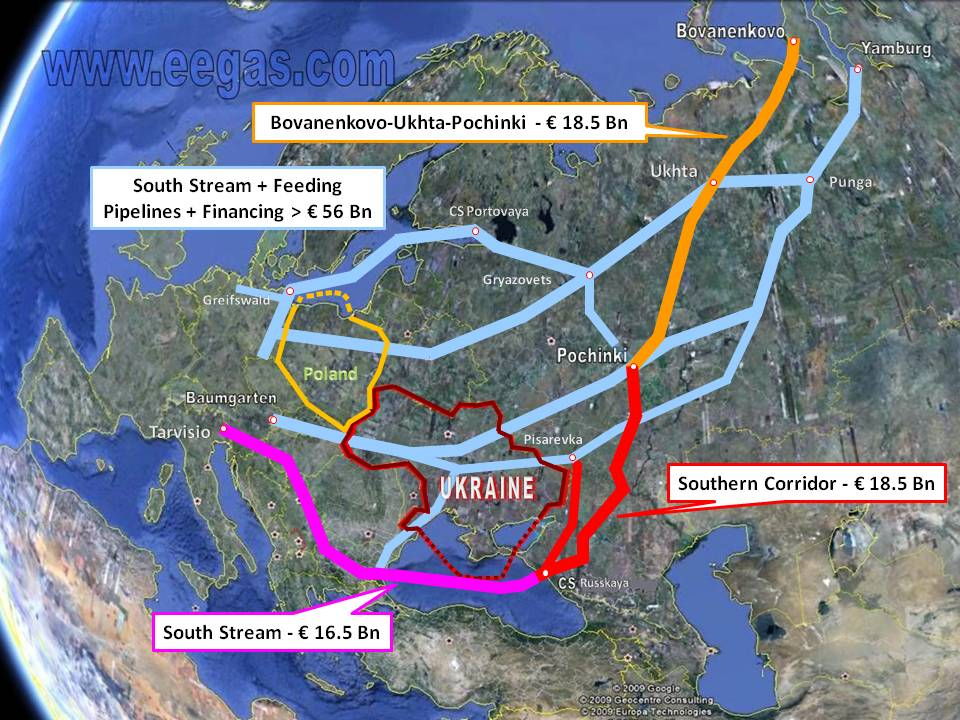 www.eegas.com
Bovanenkovo
Yamburg
Bovanenkovo-Ukhta-Pochinki - € 18.5 Bn
Ukhta
Punga
South Stream + Feeding
Pipelines + Financing > € 56 Bn
CS Portovaya
Gryazovets
Greifswald
Pochinki
Poland
Baumgarten
Tarvisio
Pisarevka
UKRAINE
Southern Corridor - € 18.5 Bn
CS Russkaya
South Stream - € 16.5 Bn
© 2009 Google
© 2009 Geocentre Consulting
© 2009 Europa Technologies